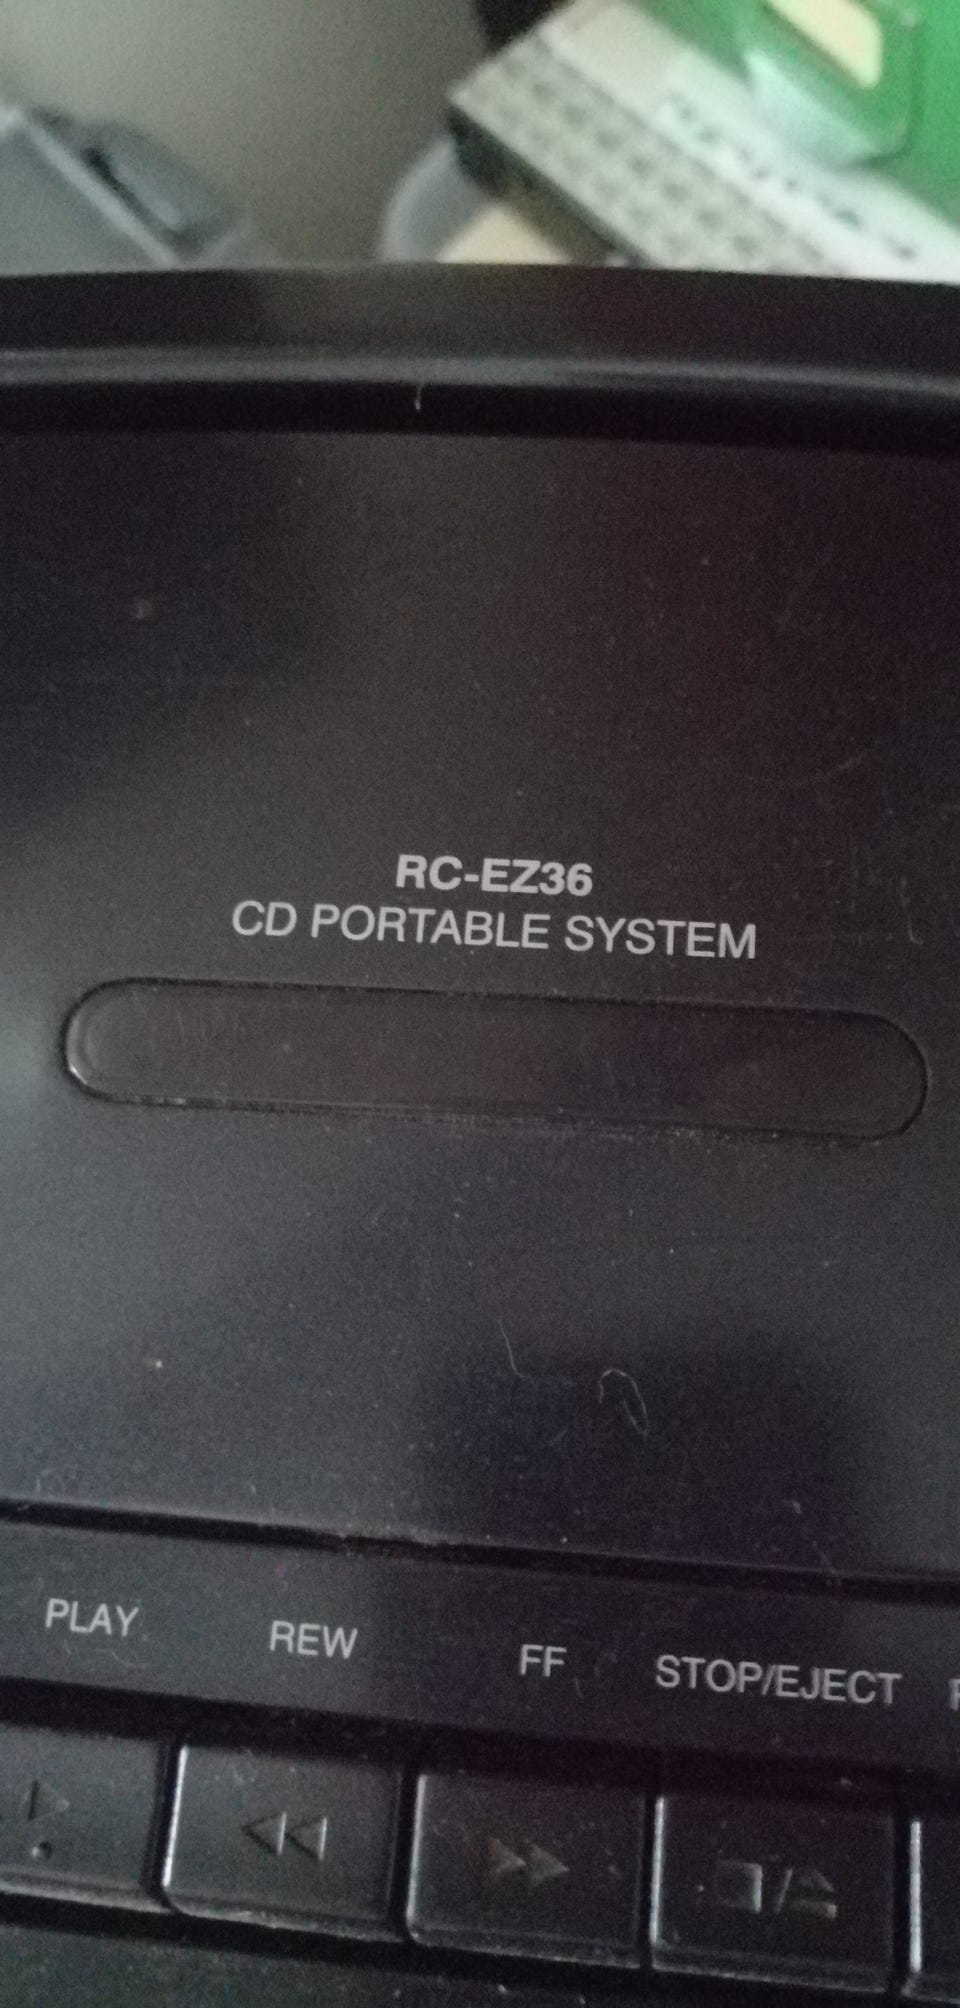 RC-EZ36
CD PORTABLE SYSTEM
PLAY
REW
FF
STOP/EJECT